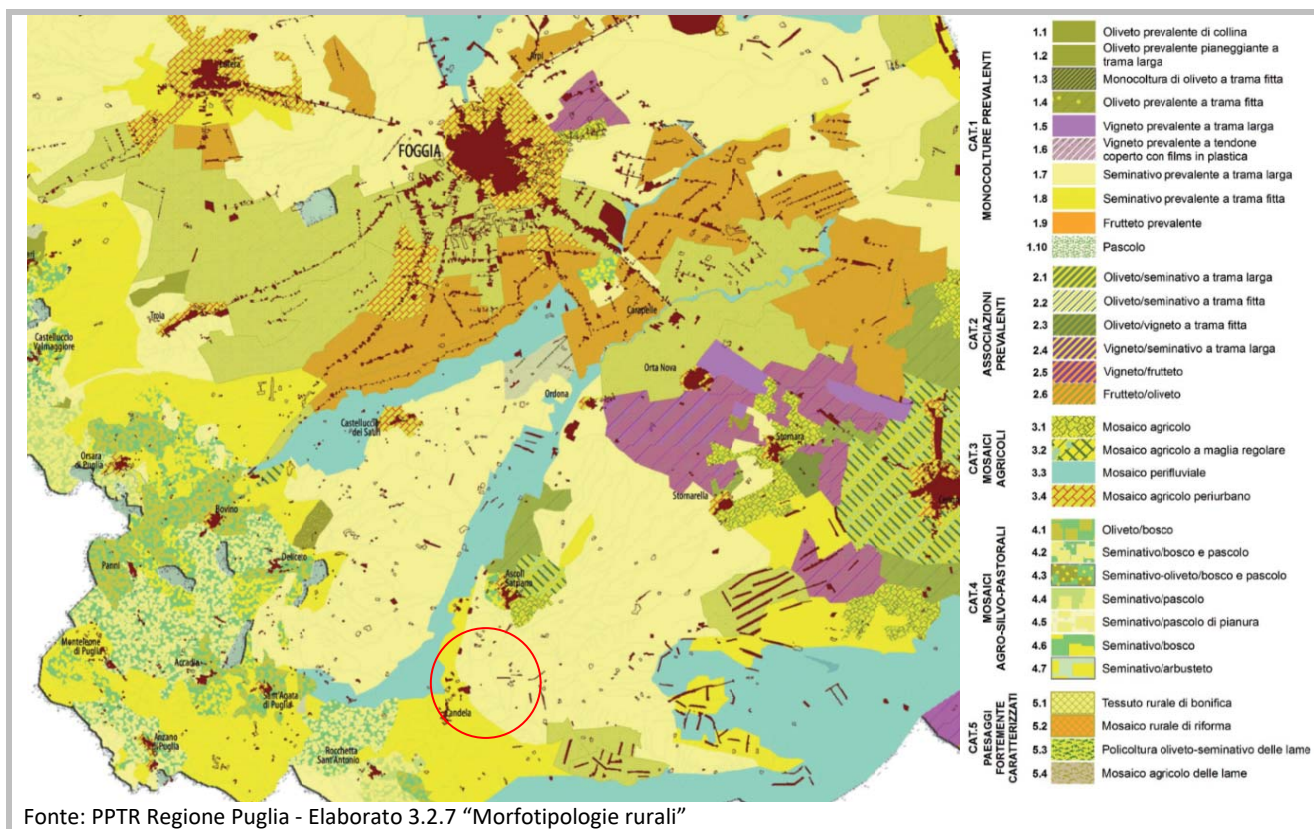 Lucera
Arpi
FOGGIA
Troia
Castelluccio
Valmaggiore
Carapelle
Orta Nova
Ordona
Castelluccio
dei Sauri
Orsara
di Puglia
Bovino
Stornara
Stornarella
Deliceto
Panni
Ascoli
Satriano
Monteleone
di Puglia
Accadia
Sant'Agata
di Puglia
Candela
Anzano
di Puglia
Rocchetta
Sant'Antonio
CAT.1
MONOCOLTURE PREVALENTI
1.1 Oliveto prevalente di collina
1.2 Oliveto prevalente pianeggiante a
trama larga
1.3 Monocoltura di oliveto a trama fitta
1.4 Oliveto prevalente a trama fitta
1.5 Vigneto prevalente a trama larga
1.6 Vigneto prevalente a tendone
coperto con films in plastica
1.7 Seminativo prevalente a trama larga
1.8 Seminativo prevalente a trama fitta
1.9 Frutteto prevalente
1.10 Pascolo
CAT.2
ASSOCIAZIONI
PREVALENTI
2.1 Oliveto/seminativo a trama larga
2.2 Oliveto/seminativo a trama fitta
2.3 Oliveto/vigneto a trama fitta
2.4 Vigneto/seminativo a trama larga
2.5 Vigneto/frutteto
2.6 Frutteto/oliveto
CAT.3
MOSAICI
AGRICOLI
3.1 Mosaico agricolo
3.2 Mosaico agricolo a maglia regolare
3.3 Mosaico perifluviale
3.4 Mosaico agricolo periurbano
CAT.4
MOSAICI
AGRO-SILVO-PASTORALI
4.1 Oliveto/bosco
4.2 Seminativo/bosco e pascolo
4.3 Seminativo-oliveto/bosco e pascolo
4.4 Seminativo/pascolo
4.5 Seminativo/pascolo di pianura
4.6 Seminativo/bosco
4.7 Seminativo/arbusteto
CAT.5
PAESAGGI
FORTEMENTE
CARATTERIZZATI
5.1 Tessuto rurale di bonifica
5.2 Mosaico rurale di riforma
5.3 Policoltura oliveto-seminativo delle lame
5.4 Mosaico agricolo delle lame
Fonte: PPTR Regione Puglia - Elaborato 3.2.7 “Morfotipologie rurali”